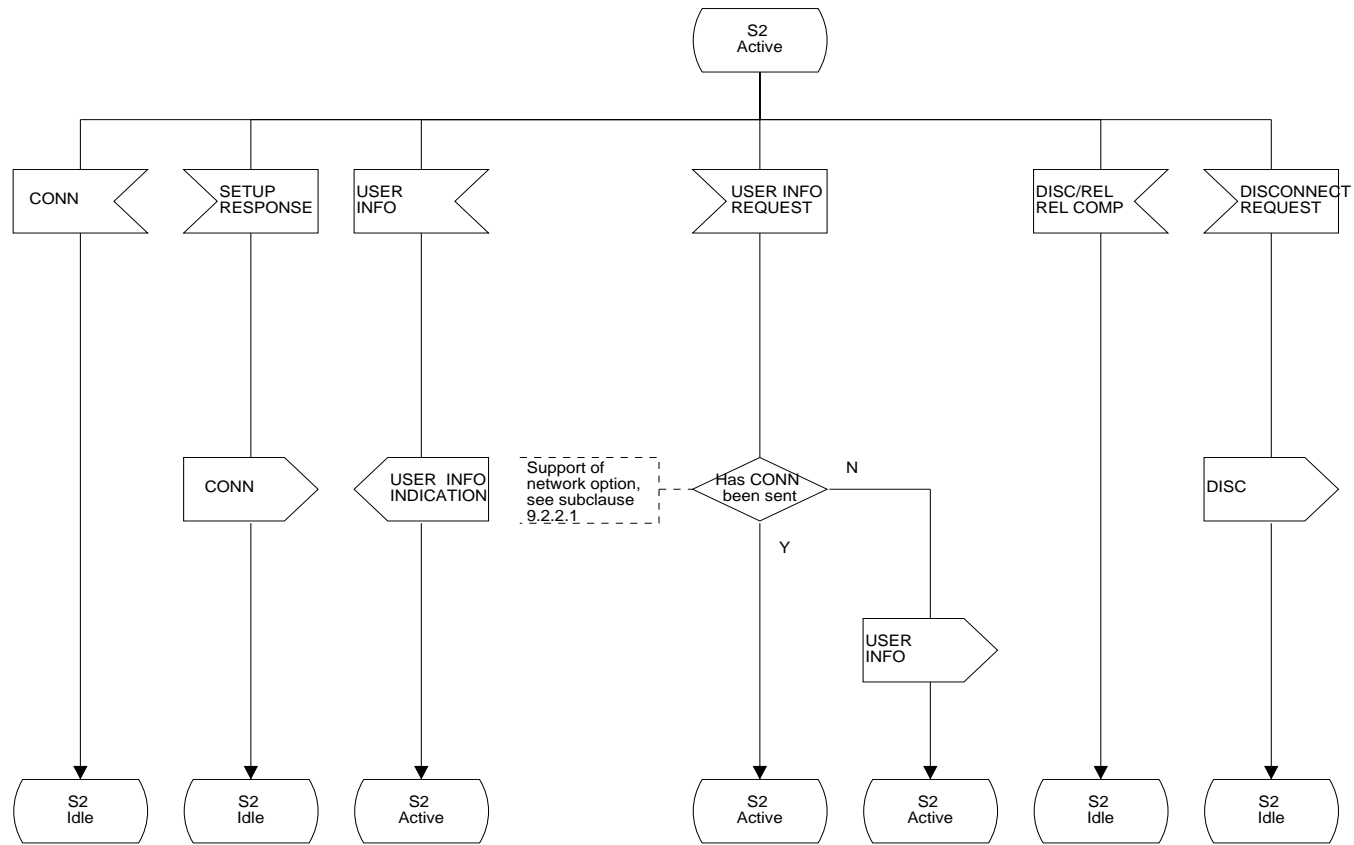 S2
Active
CONN
SETUP
RESPONSE
USER
INFO
USER INFO
REQUEST
DISC/REL
REL COMP
DISCONNECT
REQUEST
CONN
USER INFO
INDICATION
Support of
network option,
see subclause
9.2.2.1
Has CONN
been sent
N
Y
DISC
USER
INFO
S2
Idle
S2
Idle
S2
Active
S2
Active
S2
Active
S2
Idle
S2
Idle